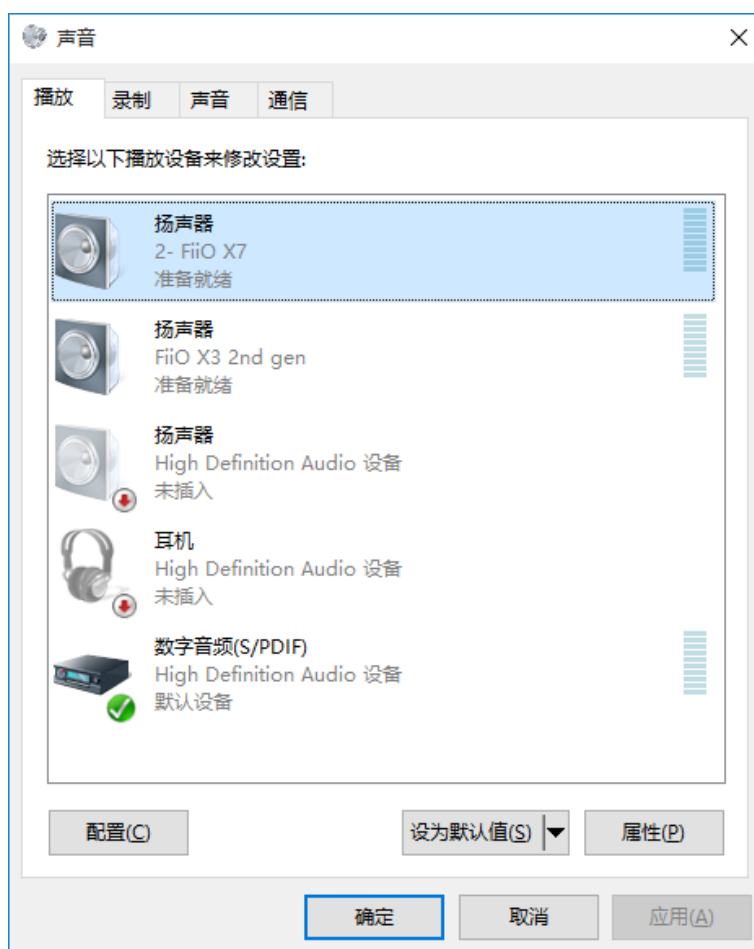 声音
播放 录制 声音 通信
选择以下播放设备来修改设置:
扬声器
2- FiiO X7
准备就绪
扬声器
FiiO X3 2nd gen
准备就绪
扬声器
High Definition Audio 设备
未插入
耳机
High Definition Audio 设备
未插入
数字音频(S/PDIF)
High Definition Audio 设备
默认设备
配置(C) 设为默认值(S) 属性(P)
确定 取消 应用(A)